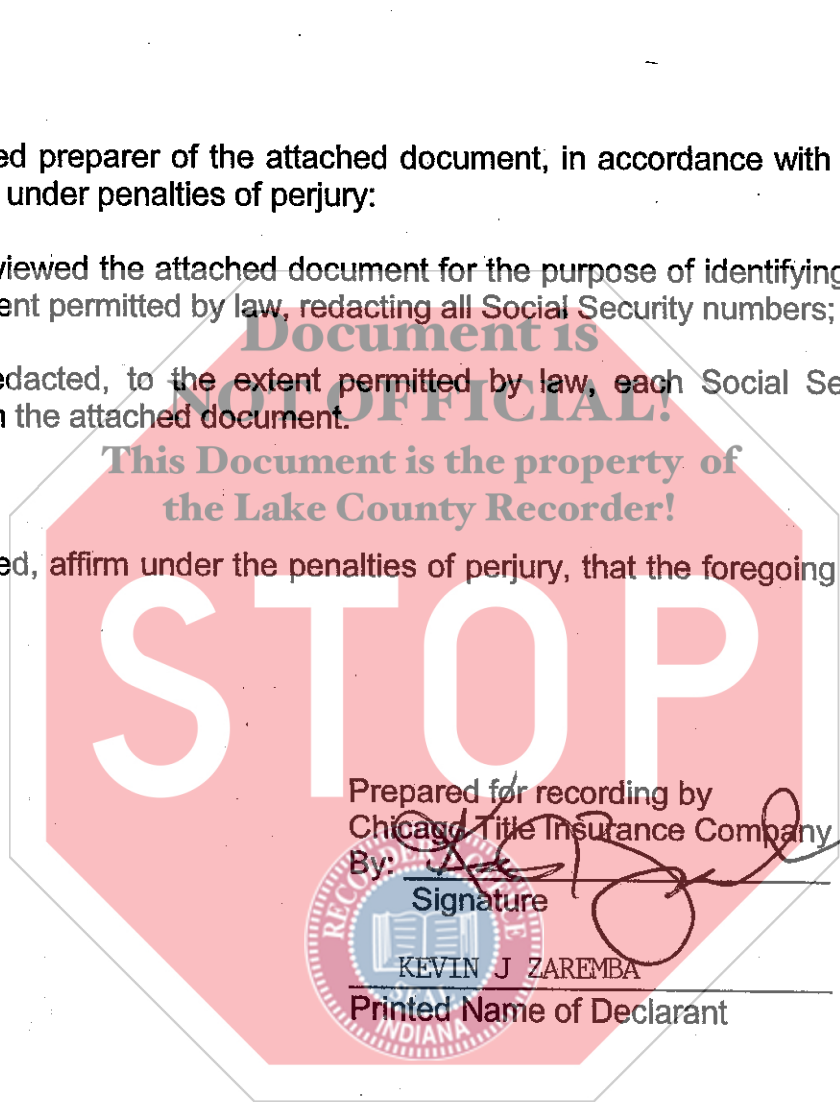 ed preparer of the attached document, in accordance with
under penalties of perjury:
viewed the attached document for the purpose of identifying
ent permitted by law, redacting all Social Security numbers;
Document is
edacted, to the extent permitted by law, each Social Se
NOT OFFICIAL!
n the attached document.
This Document is the property of
the Lake County Recorder!
ed, affirm under the penalties of perjury, that the foregoing
STOP
Prepared for recording by
Chicago Title Insurance Company
By:
Signature
RECORDER'S OFFICE
KEVIN J ZAREMBA
SEAL
Printed Name of Declarant
INDIANA